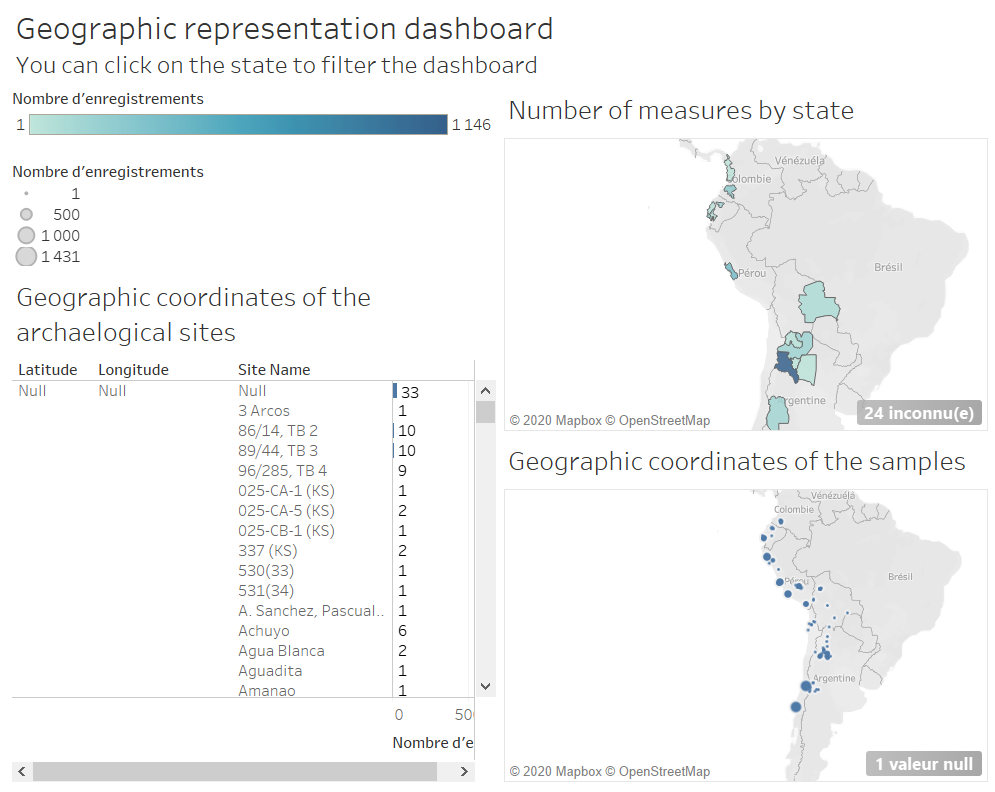 Geographic representation dashboard
You can click on the state to filter the dashboard
Nombre d'enregistrements
1 1 146
Nombre d'enregistrements
1
500
1 000
1 431
Geographic coordinates of the
archaelogical sites
Latitude Longitude Site Name
Null Null Null 33
3 Arcos 1
86/14, TB 2 10
89/44, TB 3 10
96/285, TB 4 9
025-CA-1 (KS) 1
025-CA-5 (KS) 2
025-CB-1 (KS) 1
337 (KS) 2
530(33) 1
531(34) 1
A. Sanchez, Pascual.. 1
Achuyo 6
Agua Blanca 2
Aguadita 1
Amanao 1
0 50
Nombre d'e
Number of measures by state
Vénézuéla
olombie
Brésil
Pérou
rgentine
24 inconnu(e)
© 2020 Mapbox © OpenStreetMap
Geographic coordinates of the samples
Vénézuéla
Colombie
Brésil
Pérou
Argentine
1 valeur null
© 2020 Mapbox © OpenStreetMap